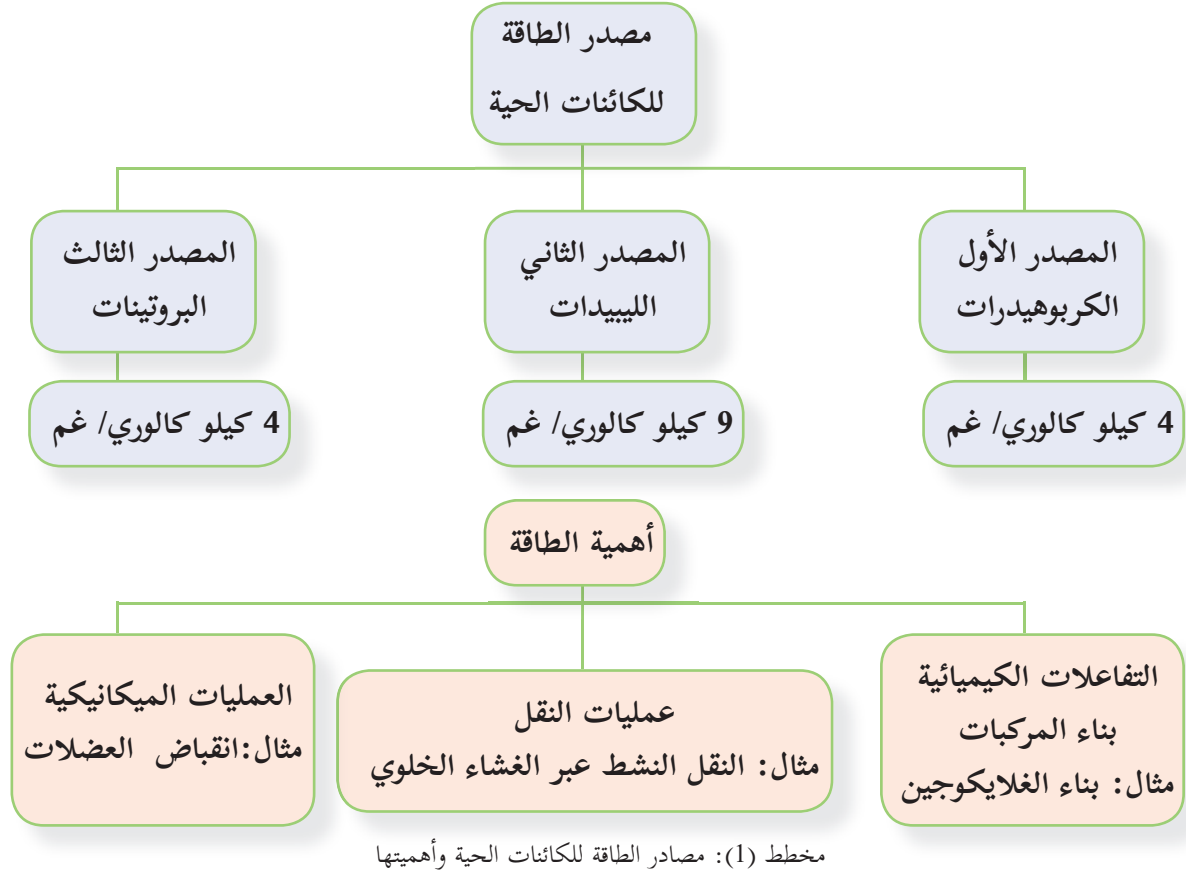 مصدر الطاقة
للكائنات الحية
المصدر الأول
الكربوهيدرات
المصدر الثاني
الليبيدات
المصدر الثالث
البروتينات
4 كيلو كالوري/ غم
9 كيلو كالوري/ غم
4 كيلو كالوري/ غم
أهمية الطاقة
التفاعلات الكيميائية
بناء المركبات
مثال: بناء الغلايكوجين
عمليات النقل
مثال: النقل النشط عبر الغشاء الخلوي
العمليات الميكانيكية
مثال:انقباض العضلات
مخطط (1): مصادر الطاقة للكائنات الحية وأهميتها